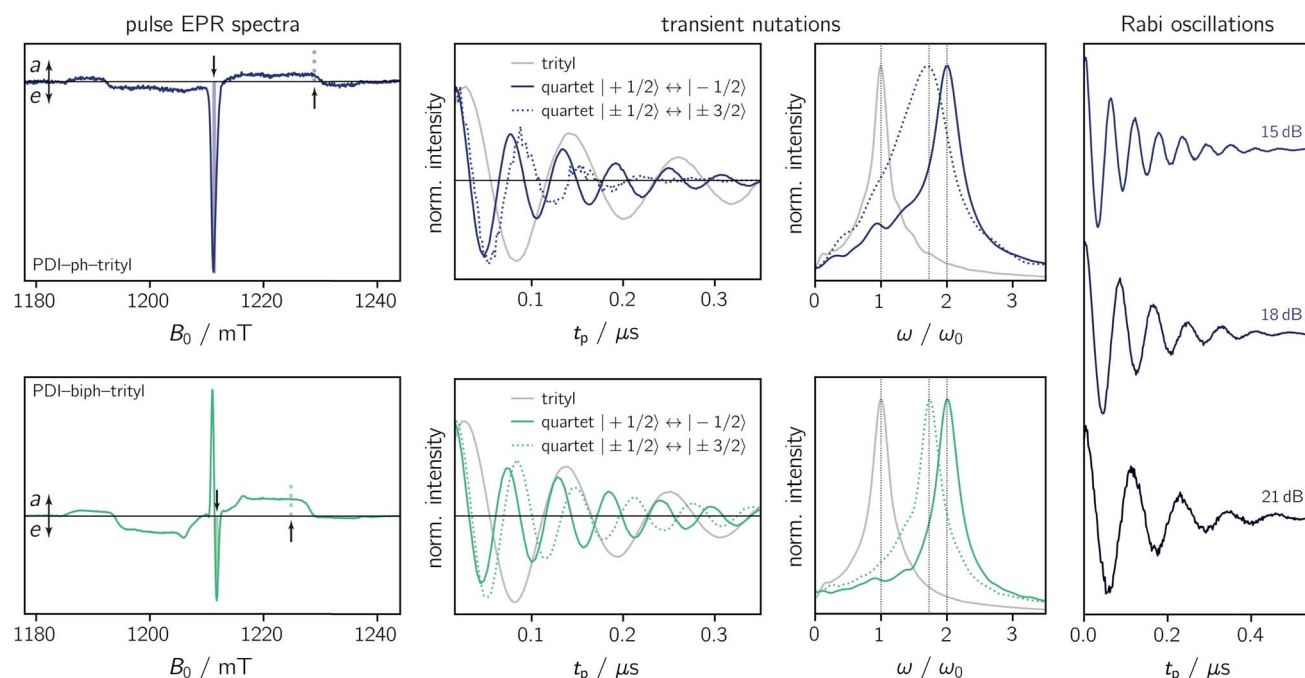 pulse EPR spectra
transient nutations
Rabi oscillations
a
e
PDI–ph–trityl
1180 1200 1220 1240
B₀ / mT
norm. intensity
trityl
quartet |+1/2⟩ ↔ |−1/2⟩
quartet |±1/2⟩ ↔ |±3/2⟩
0.1 0.2 0.3
tₚ / μs
norm. intensity
0 1 2 3
ω / ω₀
PDI–biph–trityl
a
e
1180 1200 1220 1240
B₀ / mT
norm. intensity
trityl
quartet |+1/2⟩ ↔ |−1/2⟩
quartet |±1/2⟩ ↔ |±3/2⟩
0.1 0.2 0.3
tₚ / μs
norm. intensity
0 1 2 3
ω / ω₀
15 dB
18 dB
21 dB
0.0 0.2 0.4
tₚ / μs